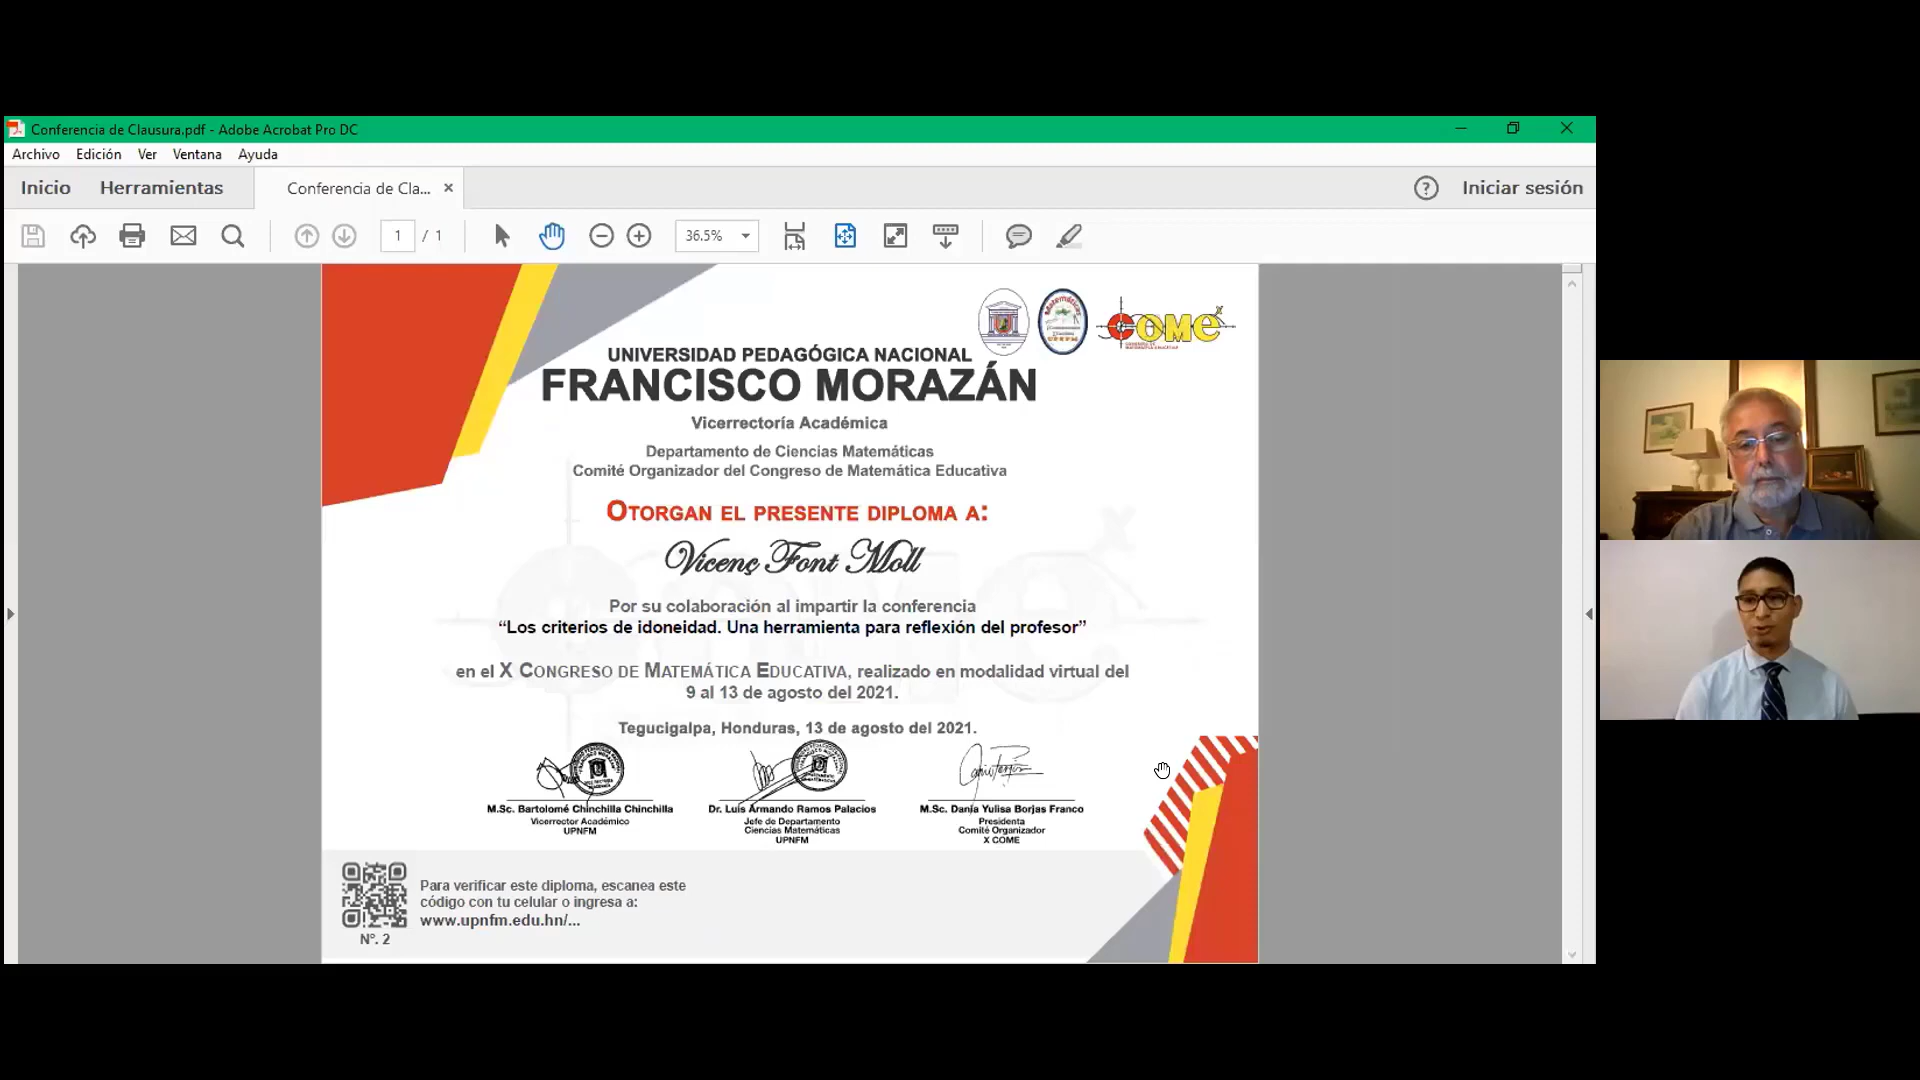 Conferencia de Clausura.pdf - Adobe Acrobat Pro DC
Archivo Edición Ver Ventana Ayuda
Inicio Herramientas Conferencia de Cla... × ? Iniciar sesión
1 / 1 36.5%
COME
UNIVERSIDAD PEDAGÓGICA NACIONAL
FRANCISCO MORAZÁN
Vicerrectoría Académica
Departamento de Ciencias Matemáticas
Comité Organizador del Congreso de Matemática Educativa
OTORGAN EL PRESENTE DIPLOMA A:
Vicenç Font Moll
Por su colaboración al impartir la conferencia
“Los criterios de idoneidad. Una herramienta para reflexión del profesor”
en el X CONGRESO DE MATEMÁTICA EDUCATIVA, realizado en modalidad virtual del
9 al 13 de agosto del 2021.
Tegucigalpa, Honduras, 13 de agosto del 2021.
M.Sc. Bartolomé Chinchilla Chinchilla
Vicerrector Académico
UPNFM
Dr. Luis Armando Ramos Palacios
Jefe de Departamento
Ciencias Matemáticas
UPNFM
M.Sc. Dania Yulisa Borjas Franco
Presidenta
Comité Organizador
X COME
Para verificar este diploma, escanea este
código con tu celular o ingresa a:
www.upnfm.edu.hn/...
N°. 2